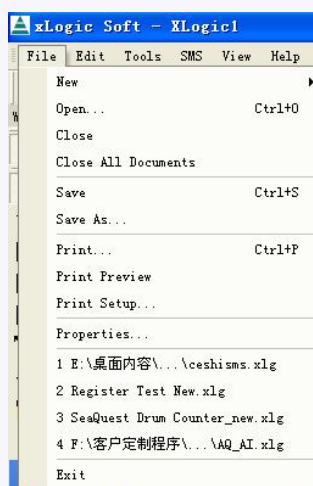 xLogic Soft - XLogic1
File Edit Tools SMS View Help
New
Open... Ctrl+O
Close
Close All Documents
Save Ctrl+S
Save As...
Print... Ctrl+P
Print Preview
Print Setup...
Properties...
1 E:\桌面内容\...\ceshisms.xlg
2 Register Test New.xlg
3 SeaQuest Drum Counter_new.xlg
4 F:\客户定制程序\...\AQ_AI.xlg
Exit